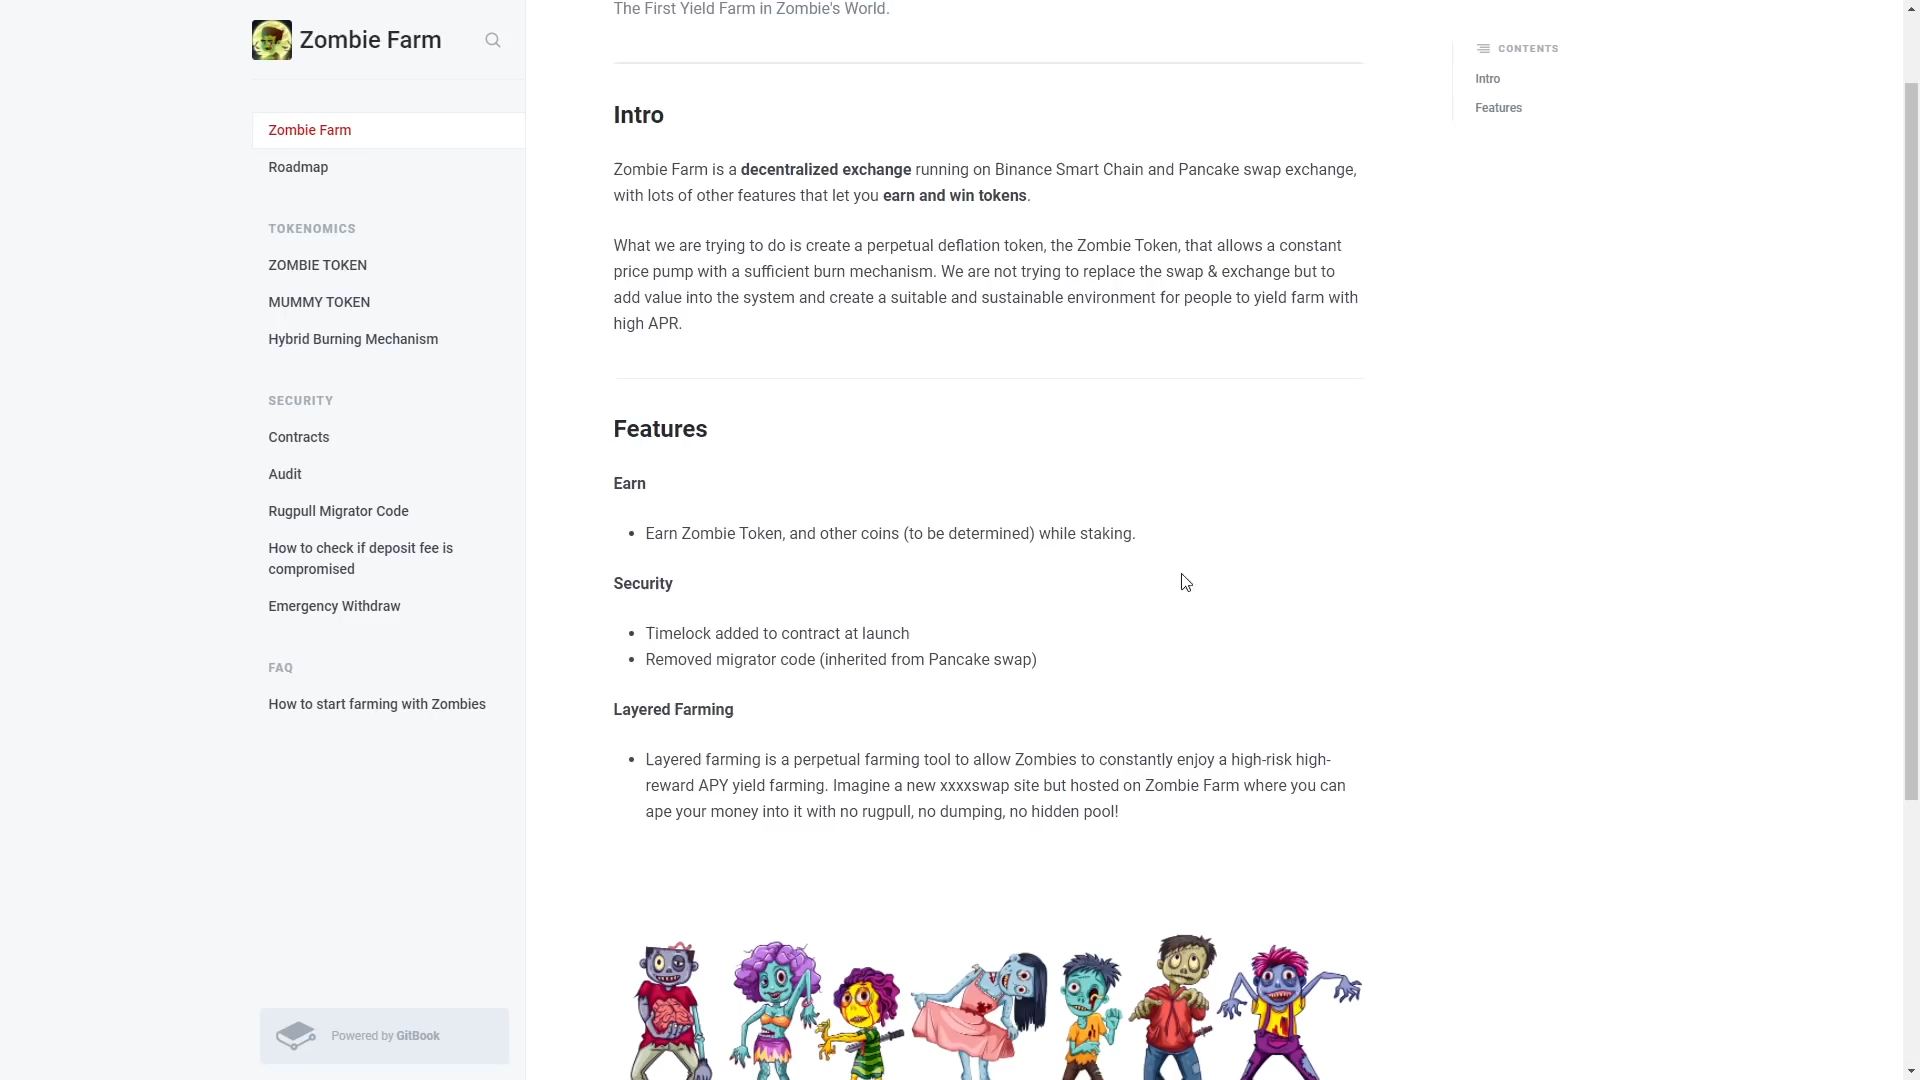 Zombie Farm
Zombie Farm
Roadmap
TOKENOMICS
ZOMBIE TOKEN
MUMMY TOKEN
Hybrid Burning Mechanism
SECURITY
Contracts
Audit
Rugpull Migrator Code
How to check if deposit fee is
compromised
Emergency Withdraw
FAQ
How to start farming with Zombies
Powered by GitBook
The First Yield Farm in Zombie's World.
Intro
Zombie Farm is a decentralized exchange running on Binance Smart Chain and Pancake swap exchange,
with lots of other features that let you earn and win tokens.
What we are trying to do is create a perpetual deflation token, the Zombie Token, that allows a constant
price pump with a sufficient burn mechanism. We are not trying to replace the swap & exchange but to
add value into the system and create a suitable and sustainable environment for people to yield farm with
high APR.
Features
Earn
• Earn Zombie Token, and other coins (to be determined) while staking.
Security
• Timelock added to contract at launch
• Removed migrator code (inherited from Pancake swap)
Layered Farming
• Layered farming is a perpetual farming tool to allow Zombies to constantly enjoy a high-risk high-
reward APY yield farming. Imagine a new xxxxswap site but hosted on Zombie Farm where you can
ape your money into it with no rugpull, no dumping, no hidden pool!
CONTENTS
Intro
Features